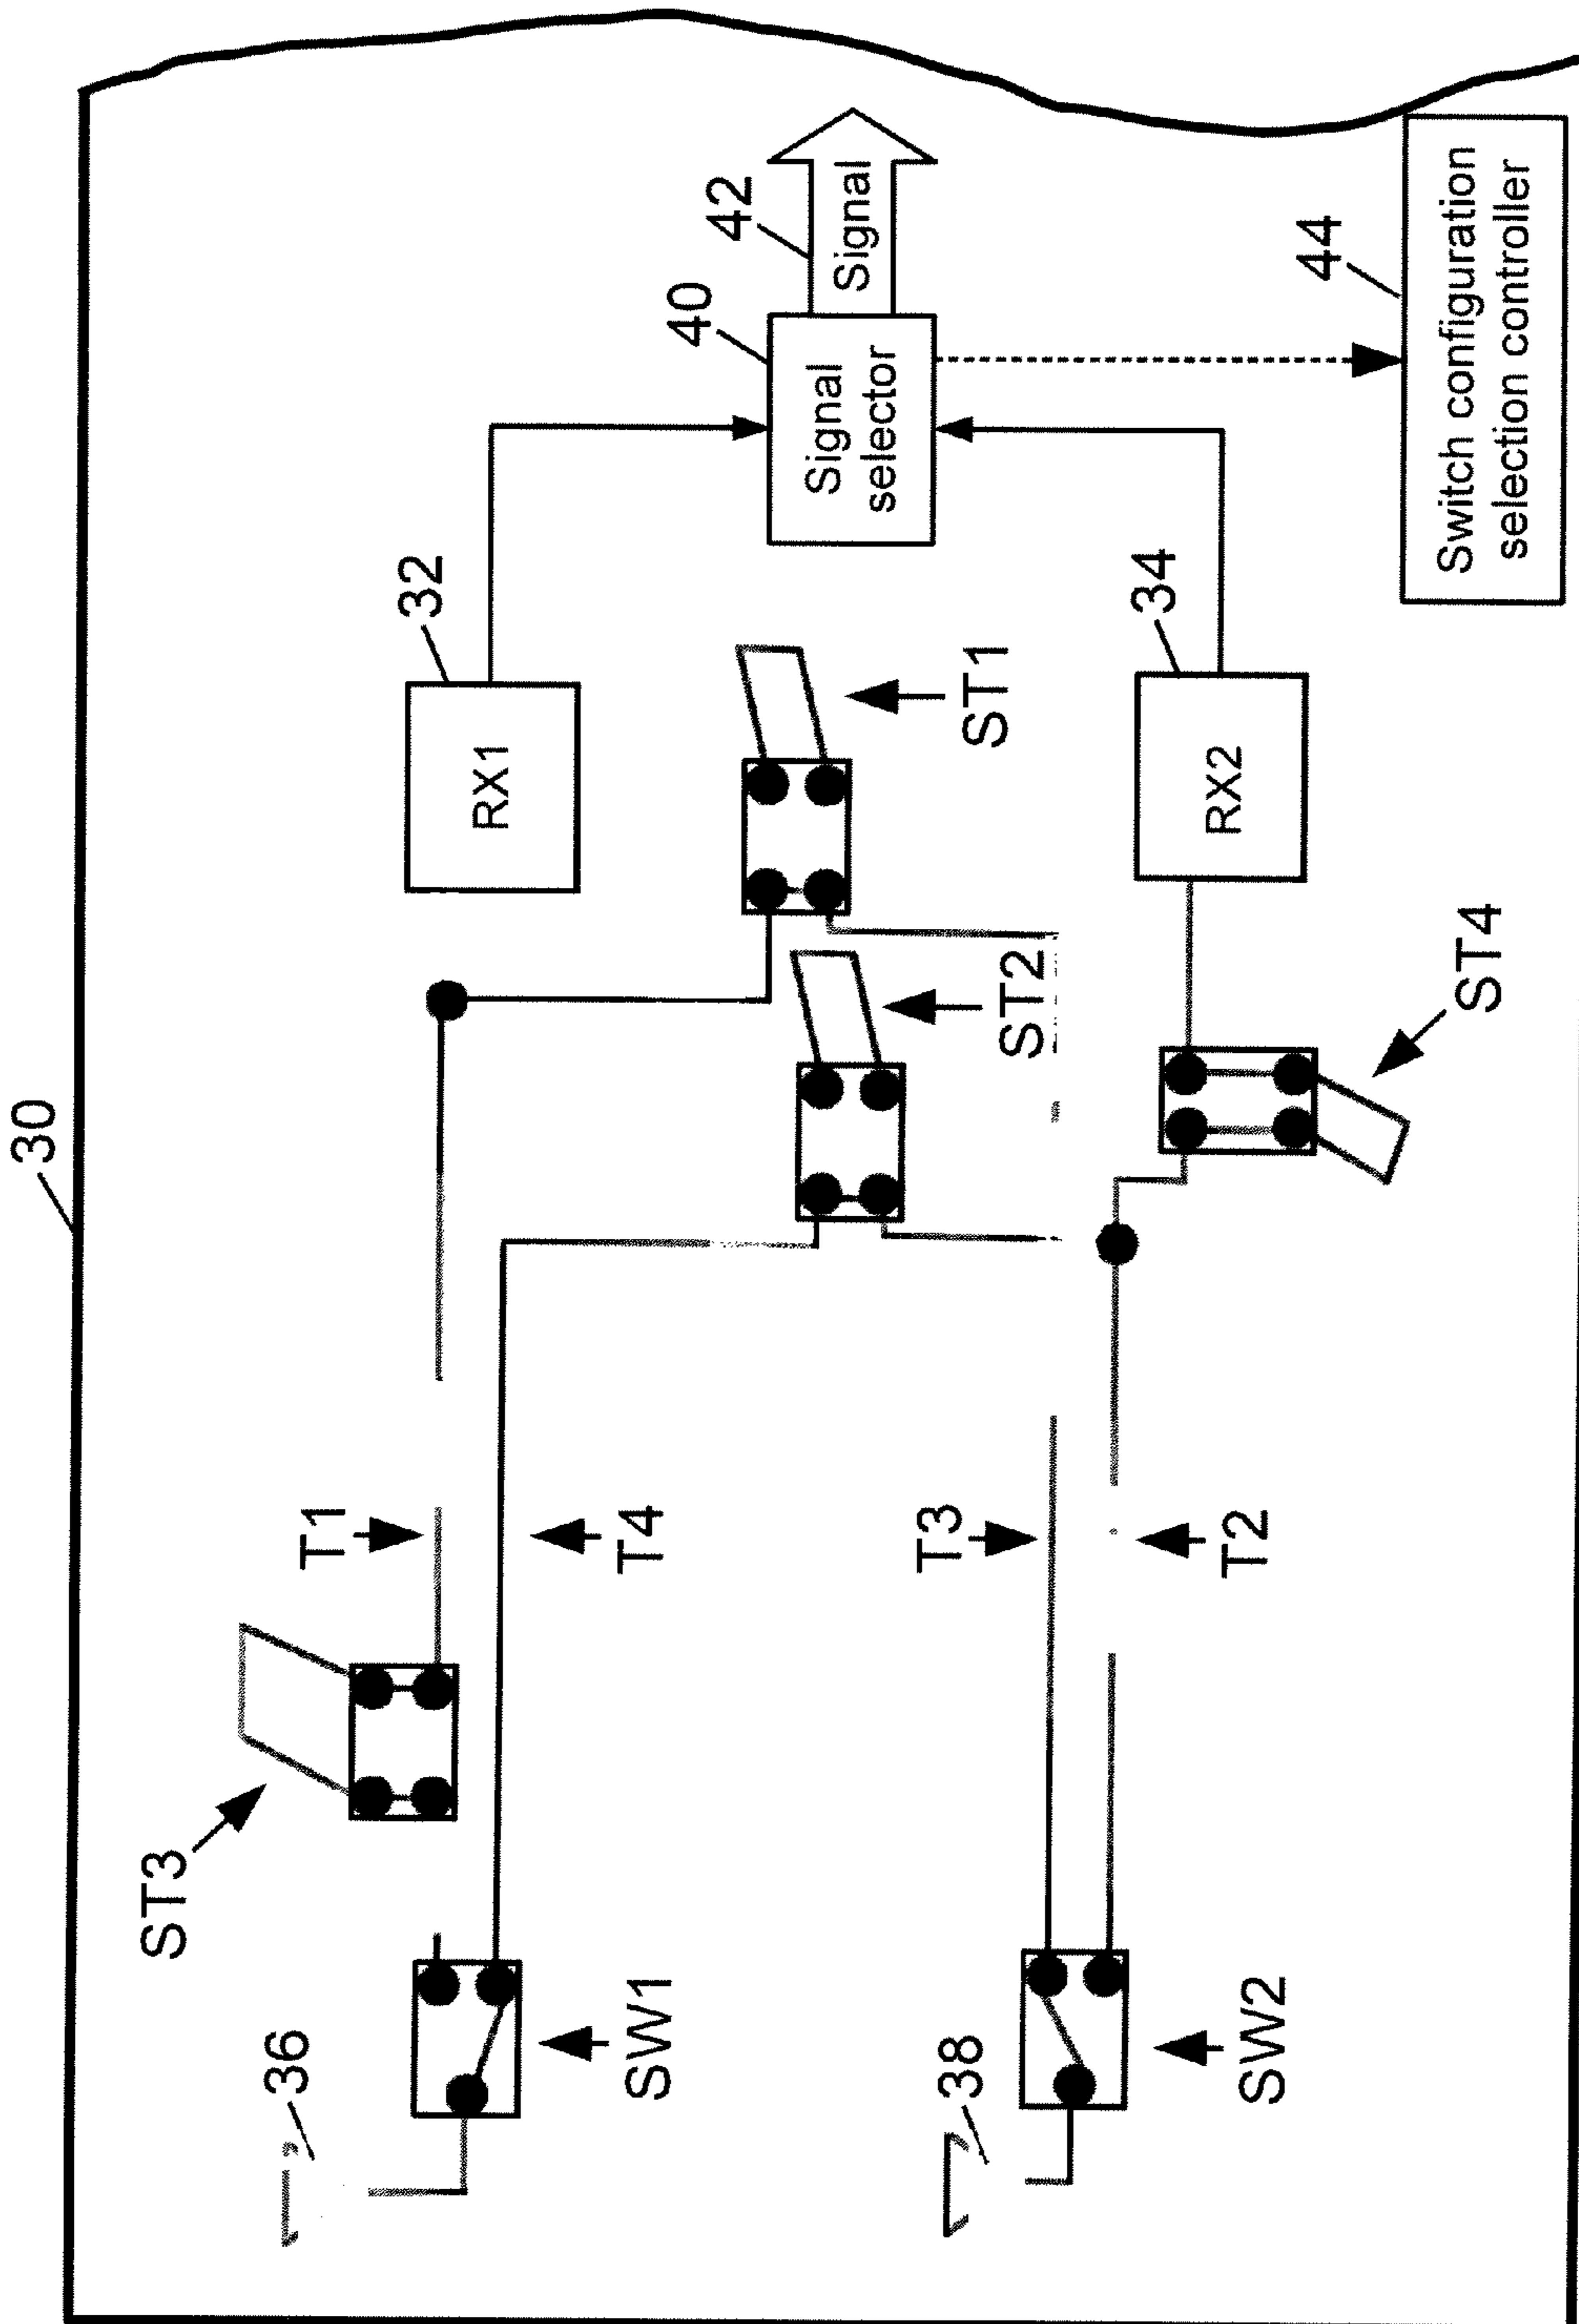 30
RX1
32
40
Signal
selector
42
Signal
44
Switch configuration
selection controller
34
RX2
ST1
ST2
ST3
ST4
T1
T4
T3
T2
36
SW1
38
SW2